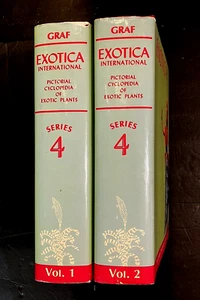 GRAF
EXOTICA
INTERNATIONAL
PICTORIAL
CYCLOPEDIA
OF
EXOTIC PLANTS
SERIES
4
Vol. 1
GRAF
EXOTICA
INTERNATIONAL
PICTORIAL
CYCLOPEDIA
OF
EXOTIC PLANTS
SERIES
4
Vol. 2